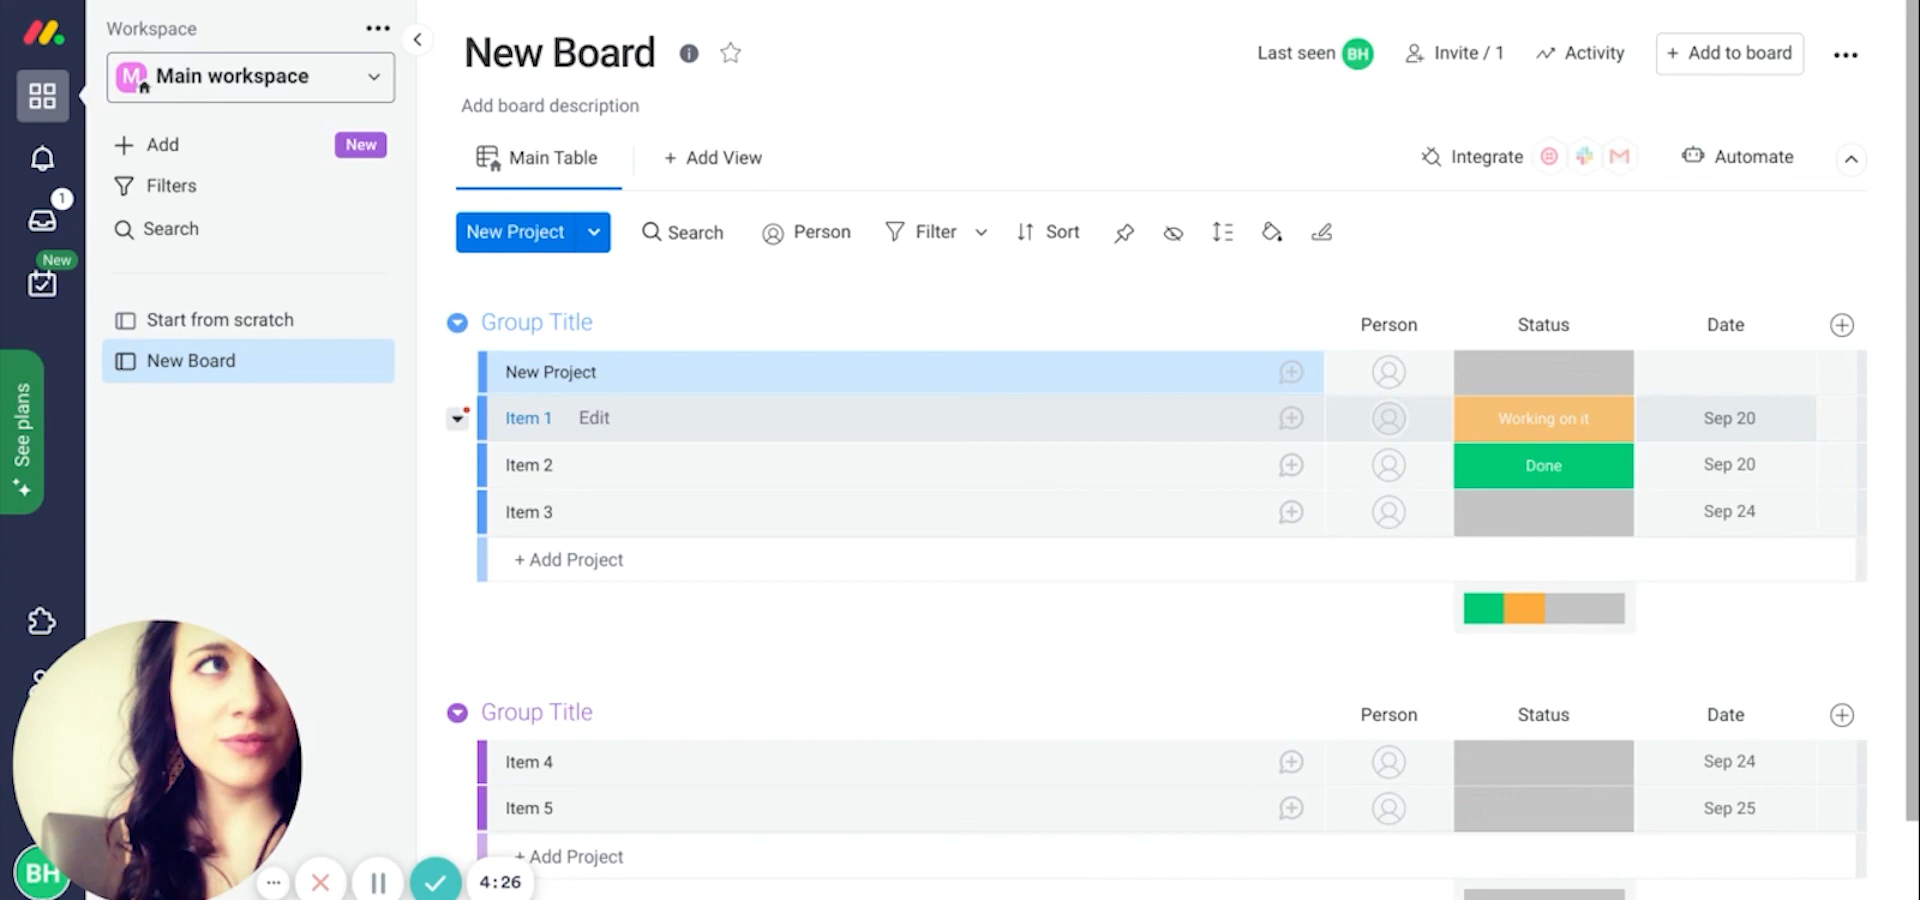 Workspace
M Main workspace
Add New
Filters
Search
Start from scratch
New Board
1
New
See plans
BH
New Board
Last seen BH Invite / 1 Activity + Add to board
Add board description
Main Table + Add View Integrate Automate
New Project Search Person Filter Sort
Group Title Person Status Date
New Project
Item 1 Edit Working on it Sep 20
Item 2 Done Sep 20
Item 3 Sep 24
+ Add Project
Group Title Person Status Date
Item 4 Sep 24
Item 5 Sep 25
+ Add Project
4:26